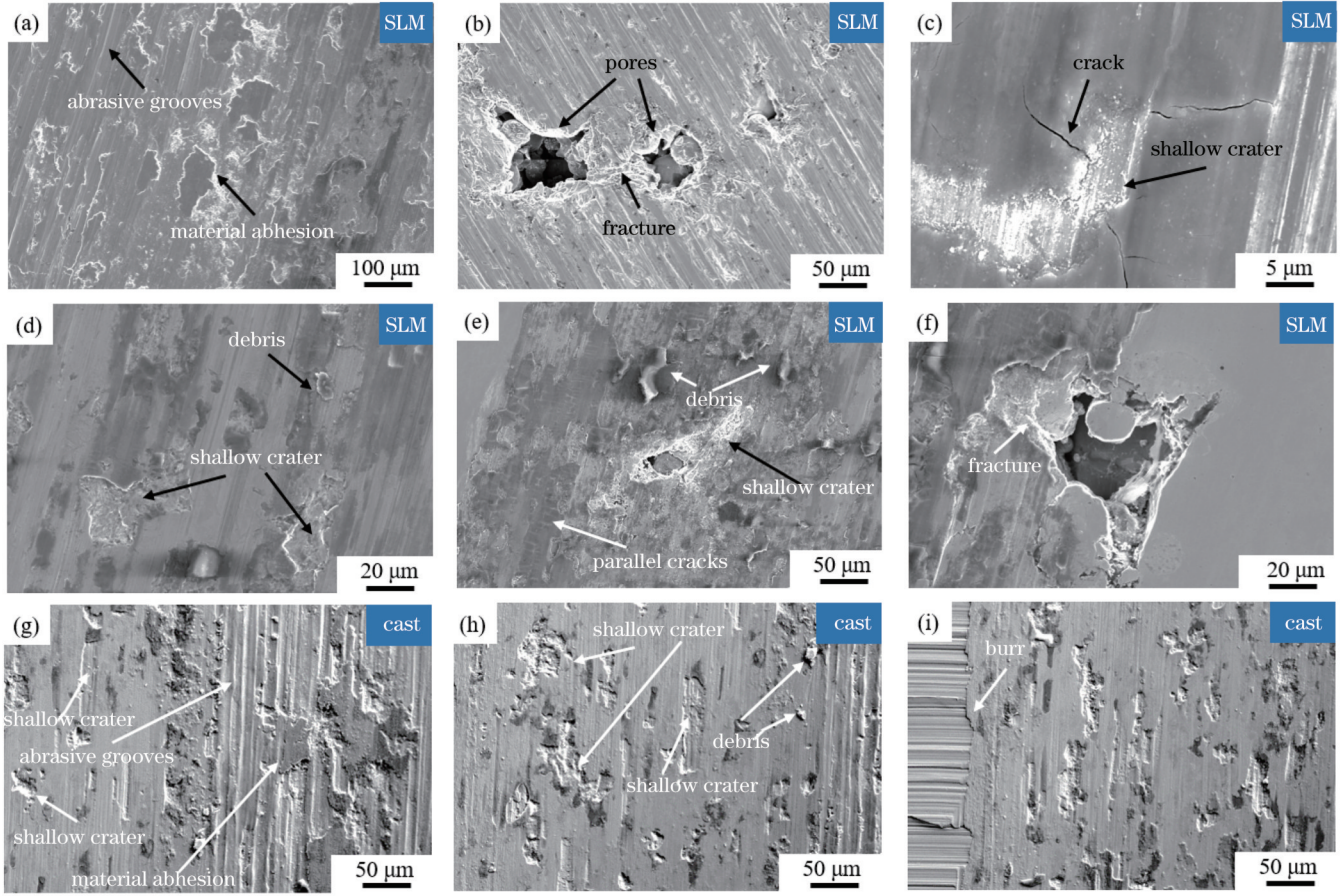 (a)
SLM
abrasive grooves
material abhesion
100 μm
(b)
SLM
pores
fracture
50 μm
(c)
SLM
crack
shallow crater
5 μm
(d)
SLM
debris
shallow crater
20 μm
(e)
SLM
debris
shallow crater
parallel cracks
50 μm
(f)
SLM
fracture
20 μm
(g)
cast
shallow crater
abrasive grooves
shallow crater
material abhesion
50 μm
(h)
cast
shallow crater
debris
shallow crater
50 μm
(i)
cast
burr
50 μm